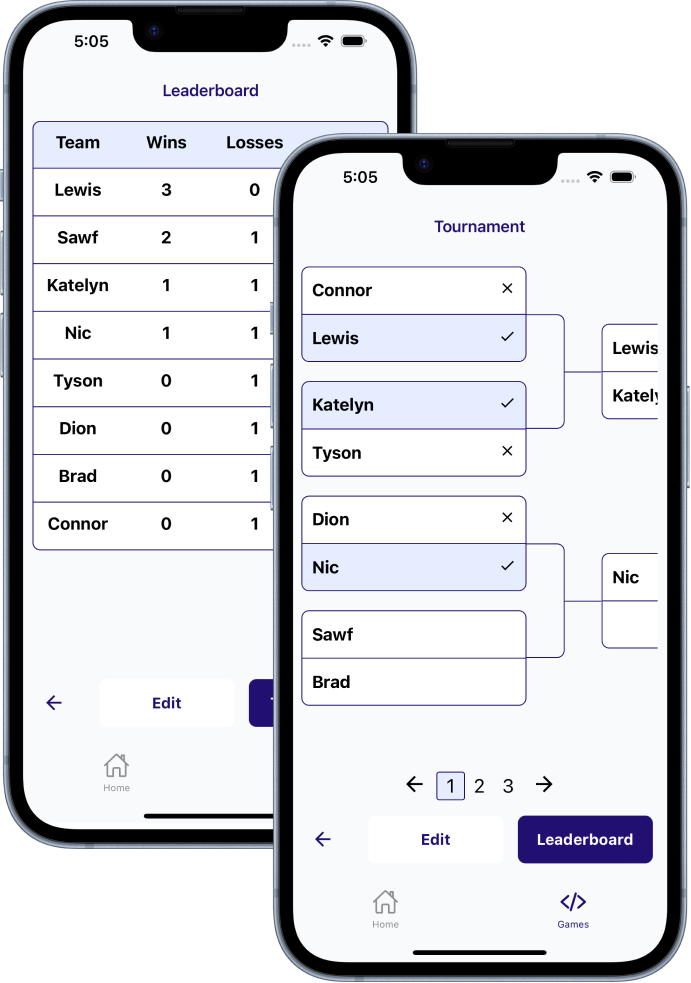 5:05
Leaderboard
Team Wins Losses
Lewis 3 0
Sawf 2 1
Katelyn 1 1
Nic 1 1
Tyson 0 1
Dion 0 1
Brad 0 1
Connor 0 1
Edit
Home
5:05
Tournament
Connor
Lewis
Katelyn
Tyson
Dion
Nic
Sawf
Brad
Lewis
Kately
Nic
1 2 3
Edit Leaderboard
Home Games